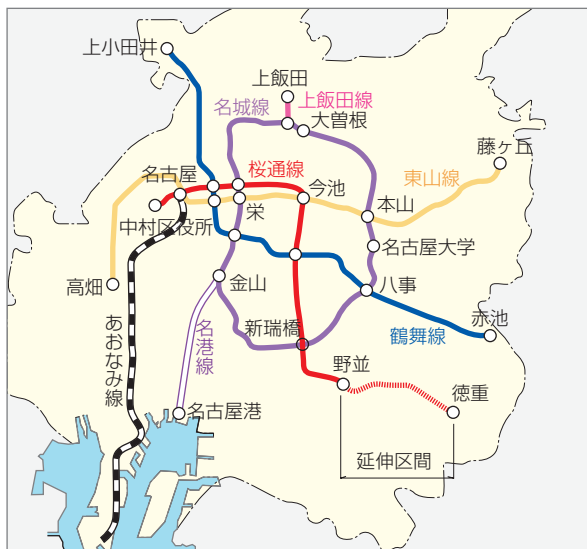 上小田井
上飯田
上飯田線
名城線
大曽根
藤ヶ丘
名古屋
桜通線
今池
東山線
中村区役所
栄
本山
名古屋大学
高畑
金山
八事
あおなみ線
名港線
新瑞橋
鶴舞線
赤池
野並
徳重
名古屋港
延伸区間